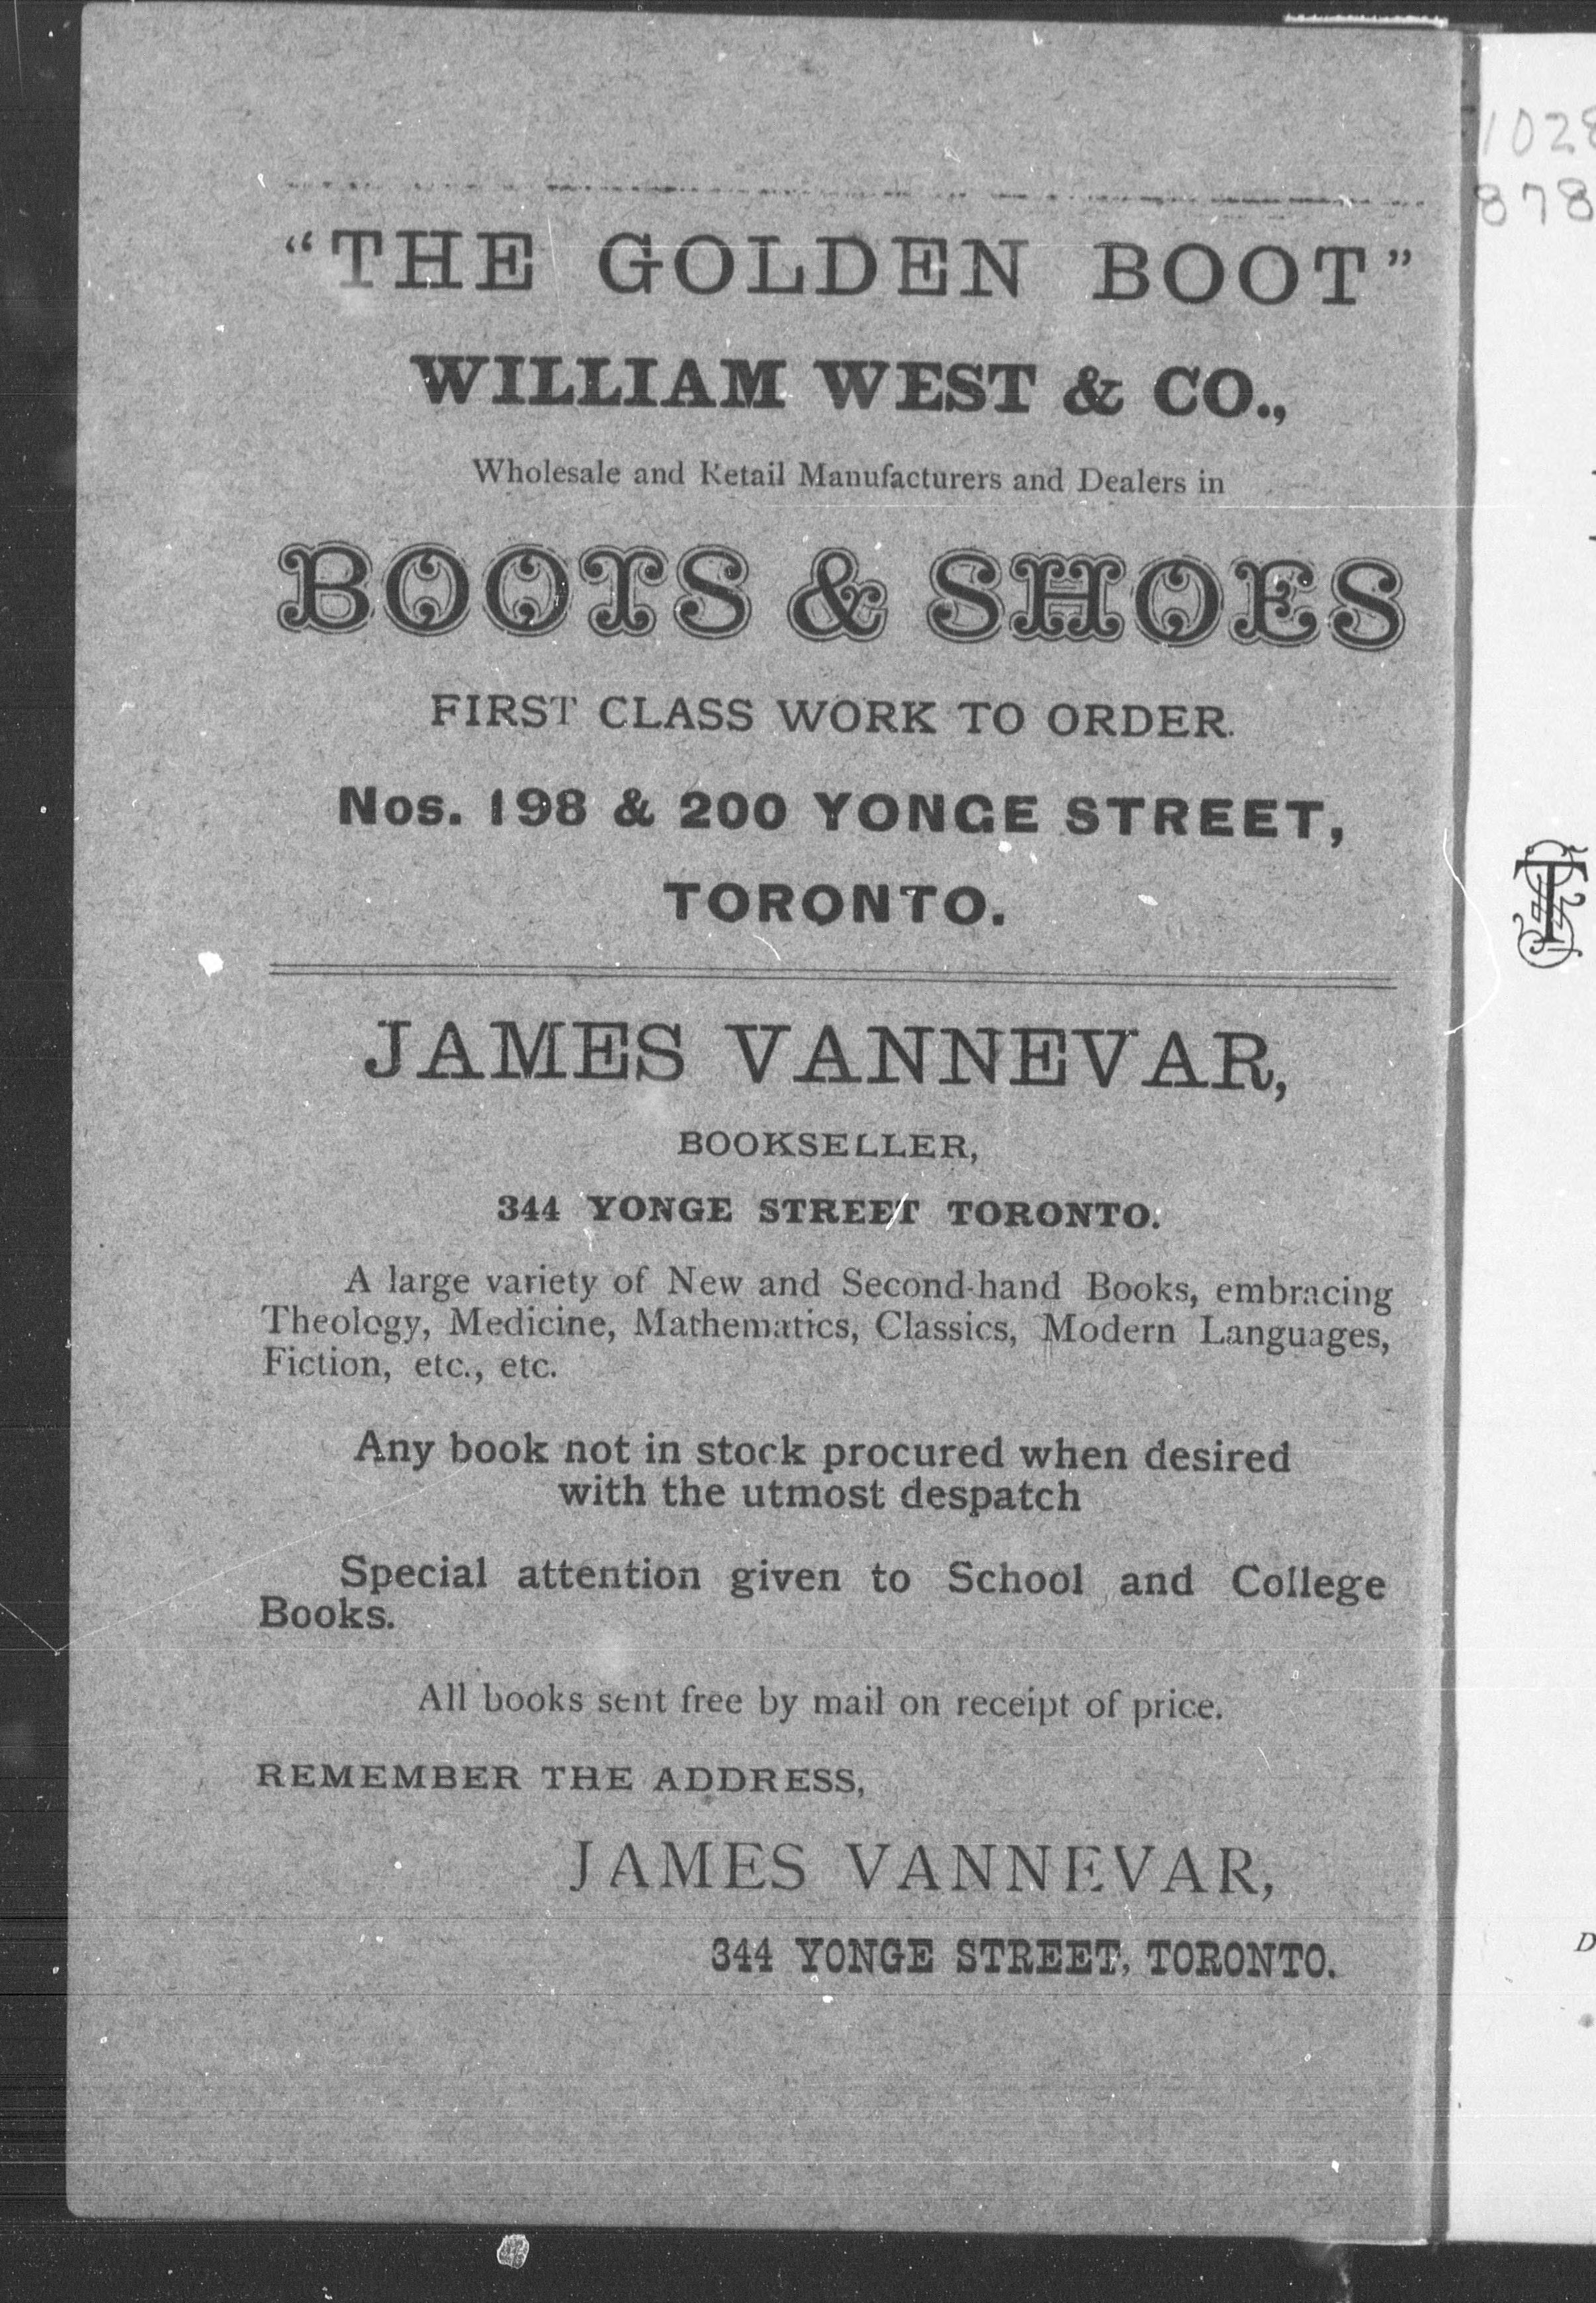 “THE GOLDEN BOOT”
WILLIAM WEST & CO.,
Wholesale and Retail Manufacturers and Dealers in
BOOTS & SHOES
FIRST CLASS WORK TO ORDER.
Nos. 198 & 200 YONGE STREET,
TORONTO.
JAMES VANNEVAR,
BOOKSELLER,
344 YONGE STREET TORONTO.
A large variety of New and Second-hand Books, embracing
Theology, Medicine, Mathematics, Classics, Modern Languages,
Fiction, etc., etc.
Any book not in stock procured when desired
with the utmost despatch
Special attention given to School and College
Books.
All books sent free by mail on receipt of price.
REMEMBER THE ADDRESS,
JAMES VANNEVAR,
344 YONGE STREET, TORONTO.